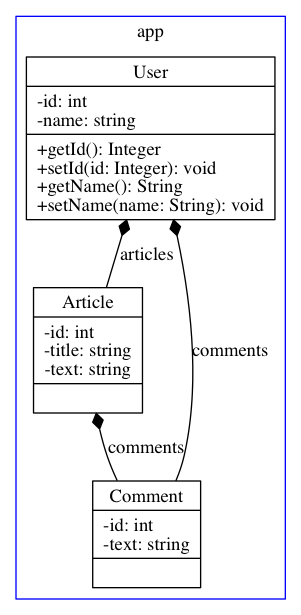 app
User
-id: int
-name: string
+getId(): Integer
+setId(id: Integer): void
+getName(): String
+setName(name: String): void
articles
Article
-id: int
-title: string
-text: string
comments
comments
Comment
-id: int
-text: string